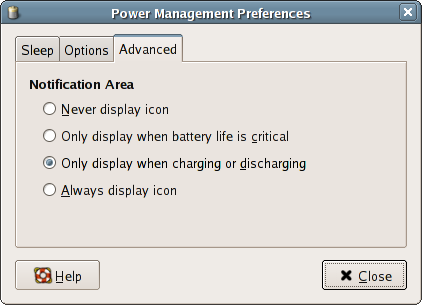 Power Management Preferences
Sleep Options Advanced
Notification Area
Never display icon
Only display when battery life is critical
Only display when charging or discharging
Always display icon
Help Close